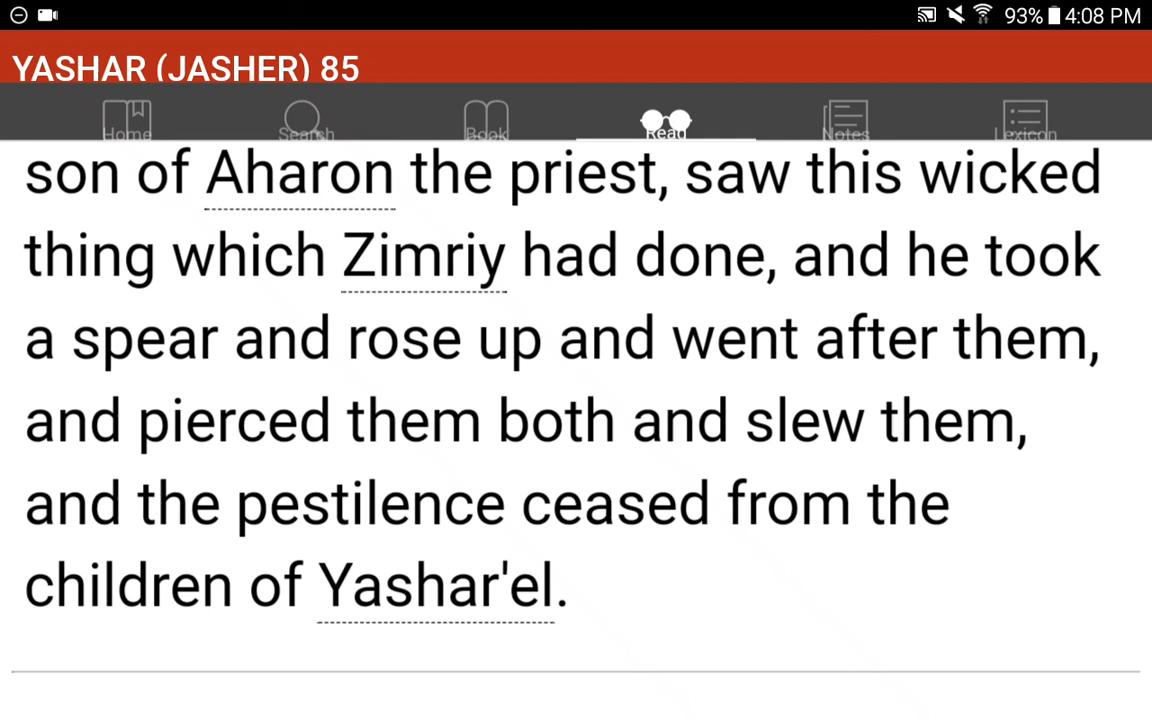 93% 4:08 PM
YASHAR (JASHER) 85
Home Search Book Read Notes Lexicon
son of Aharon the priest, saw this wicked
thing which Zimriy had done, and he took
a spear and rose up and went after them,
and pierced them both and slew them,
and the pestilence ceased from the
children of Yashar'el.